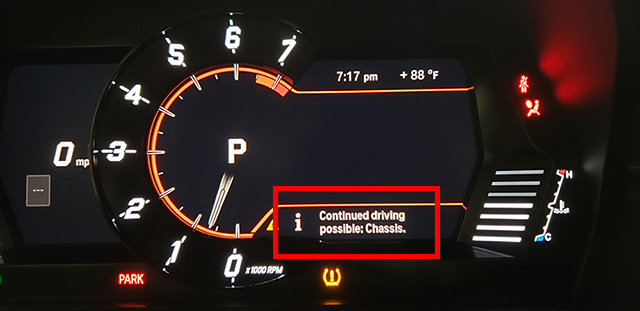 7:17 pm +88 °F
0 mp
---
P
0
1
2
3
4
5
6
7
x1000 RPM
i
Continued driving
possible: Chassis.
H
C
PARK